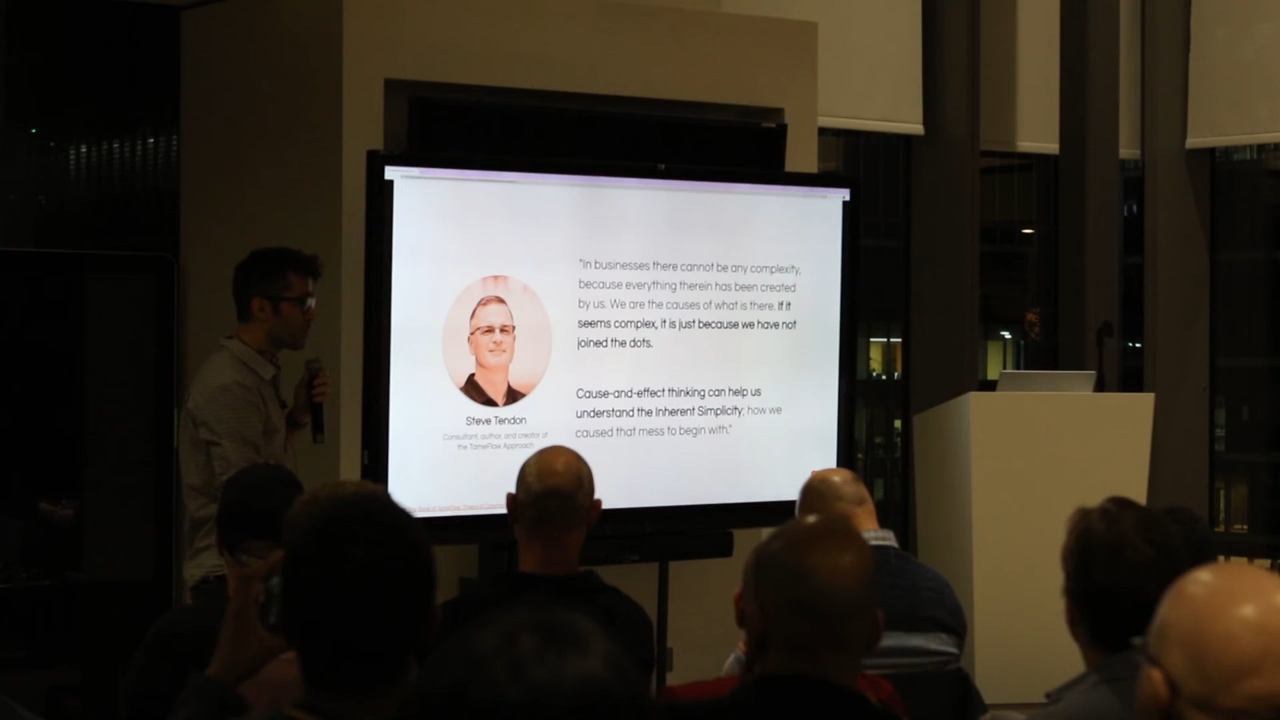 "In businesses there cannot be any complexity,
because everything therein has been created
by us. We are the causes of what is there. If it
seems complex, it is just because we have not
joined the dots.
Cause-and-effect thinking can help us
understand the Inherent Simplicity; how we
caused that mess to begin with."
Steve Tendon
Consultant, author, and creator of
the TameFlow Approach